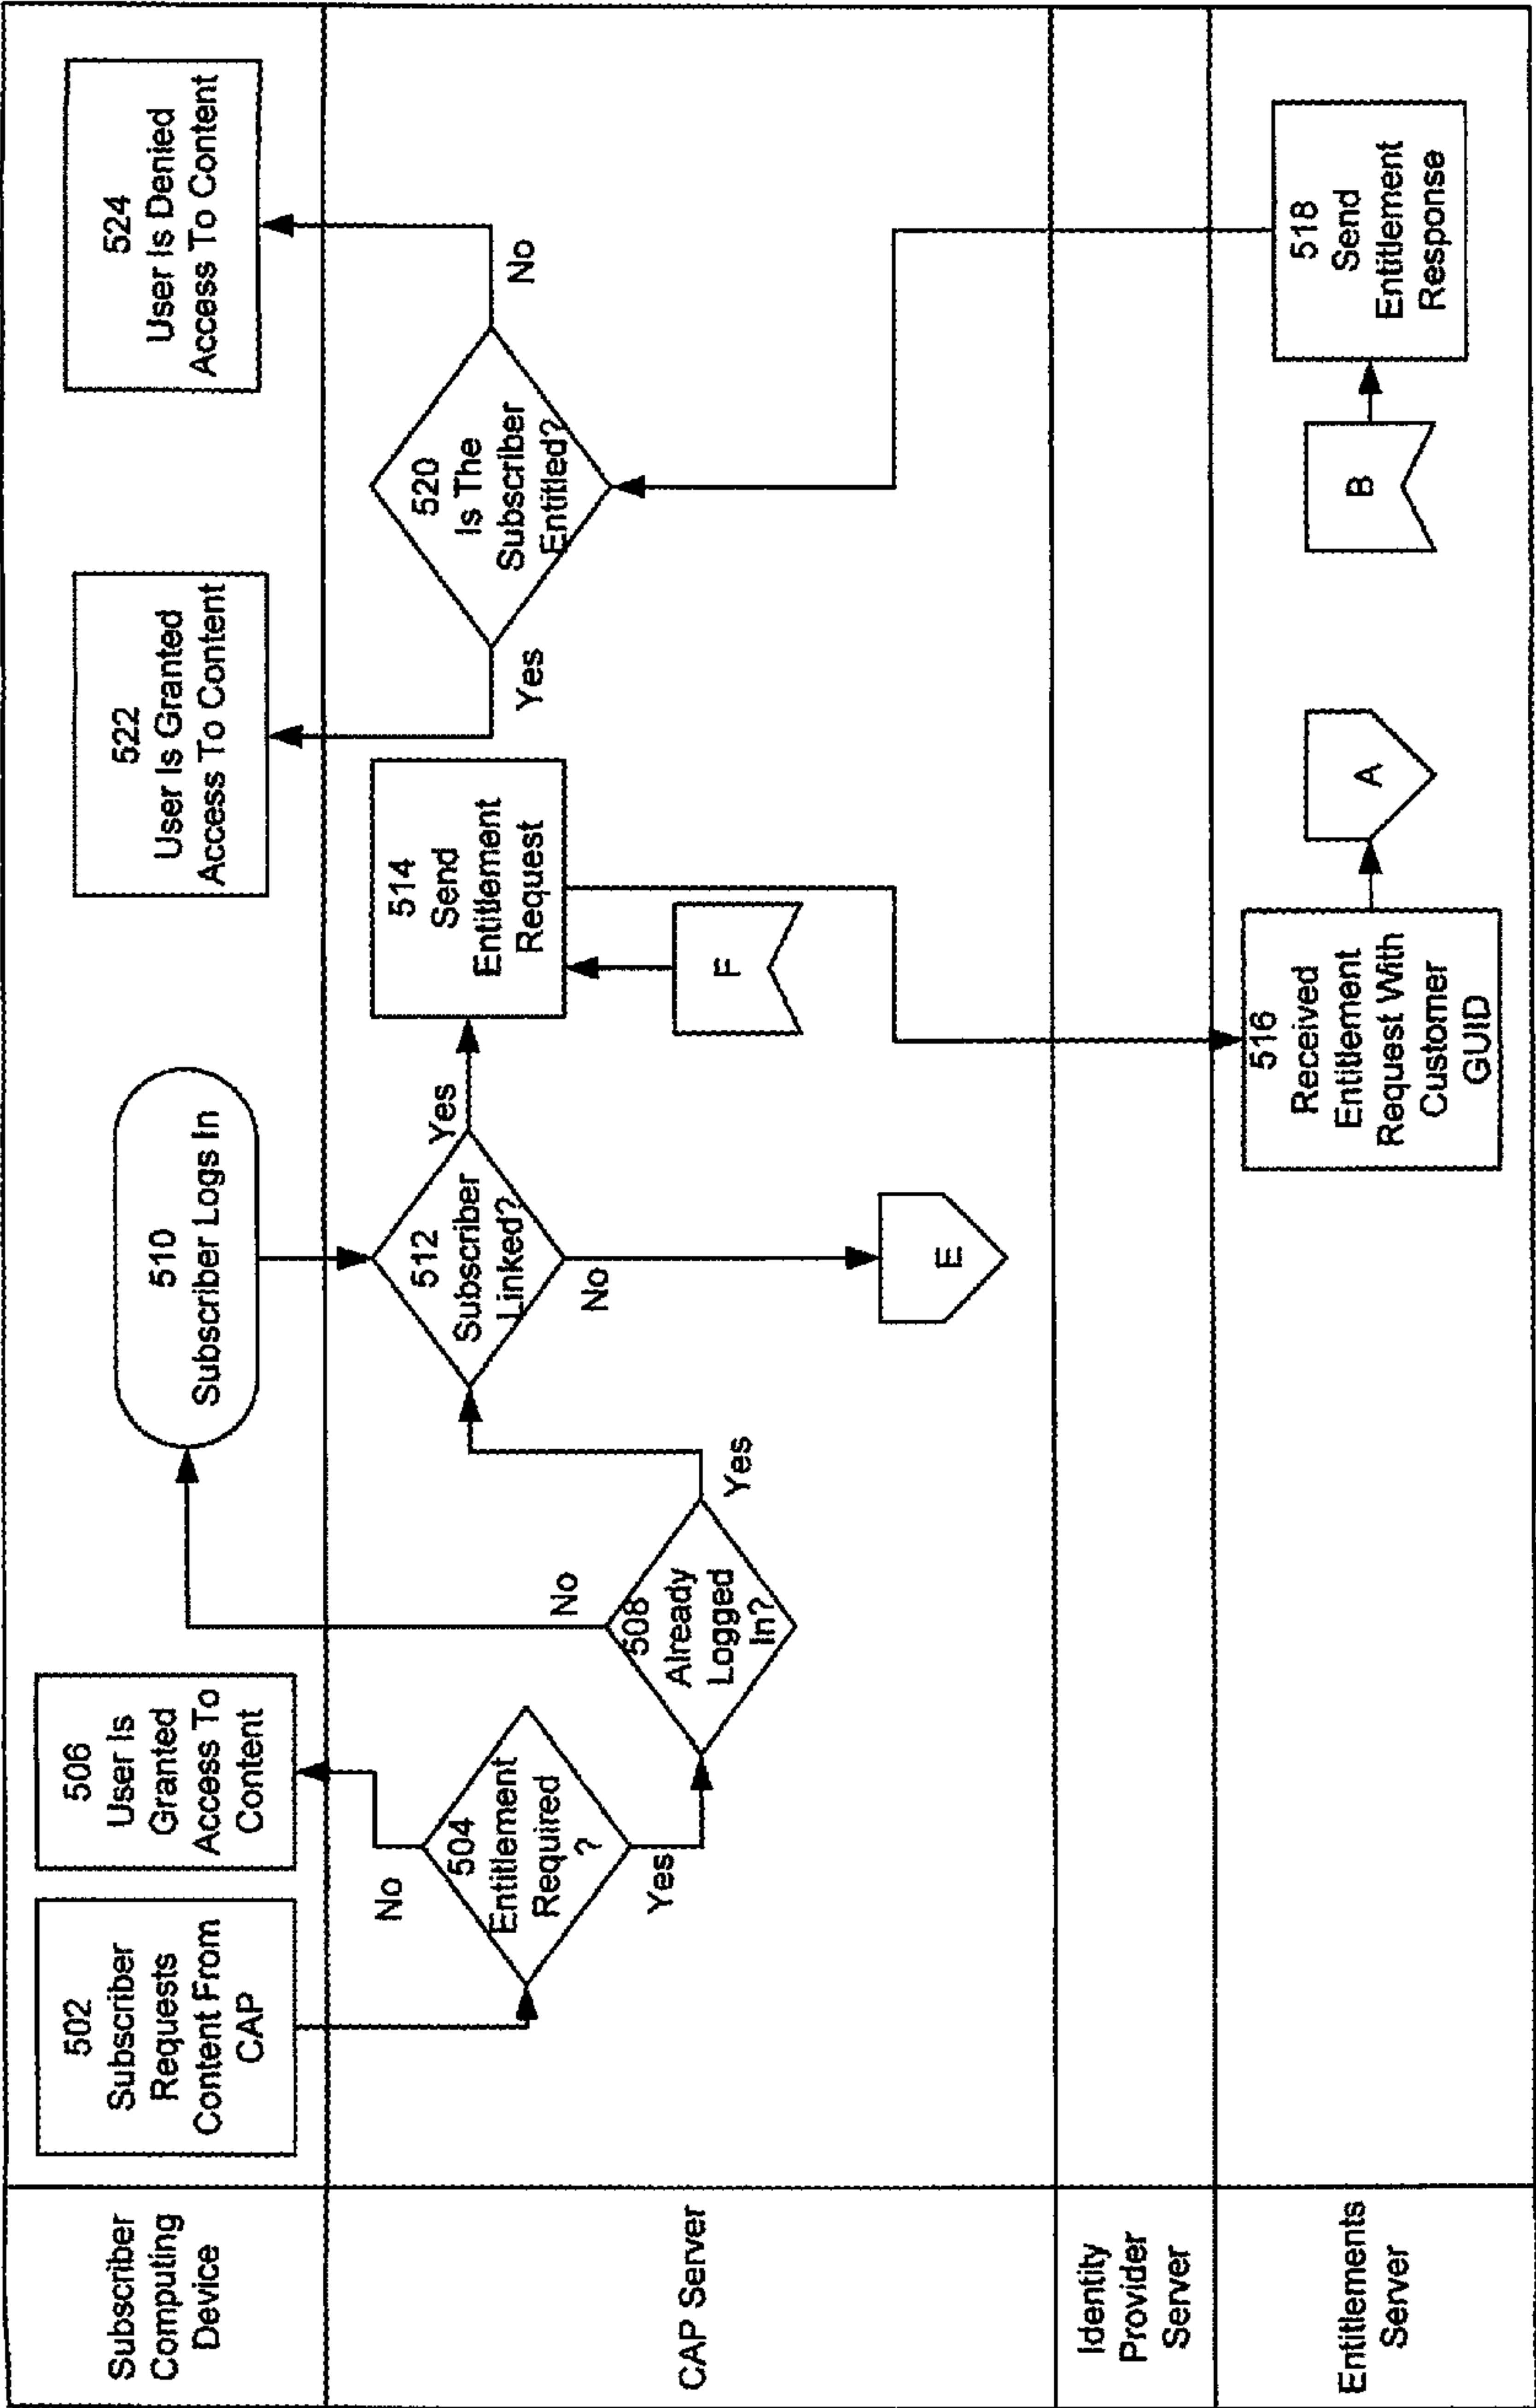 Subscriber
Computing
Device
502
Subscriber
Requests
Content From
CAP
506
User Is
Granted
Access To
Content
510
Subscriber Logs In
522
User Is Granted
Access To Content
524
User Is Denied
Access To Content
CAP Server
504
Entitlement
Required
?
No
Yes
508
Already
Logged
In?
No
Yes
512
Subscriber
Linked?
Yes
No
E
514
Send
Entitlement
Request
F
520
Is The
Subscriber
Entitled?
Yes
No
Identity
Provider
Server
Entitlements
Server
516
Received
Entitlement
Request With
Customer
GUID
A
B
518
Send
Entitlement
Response